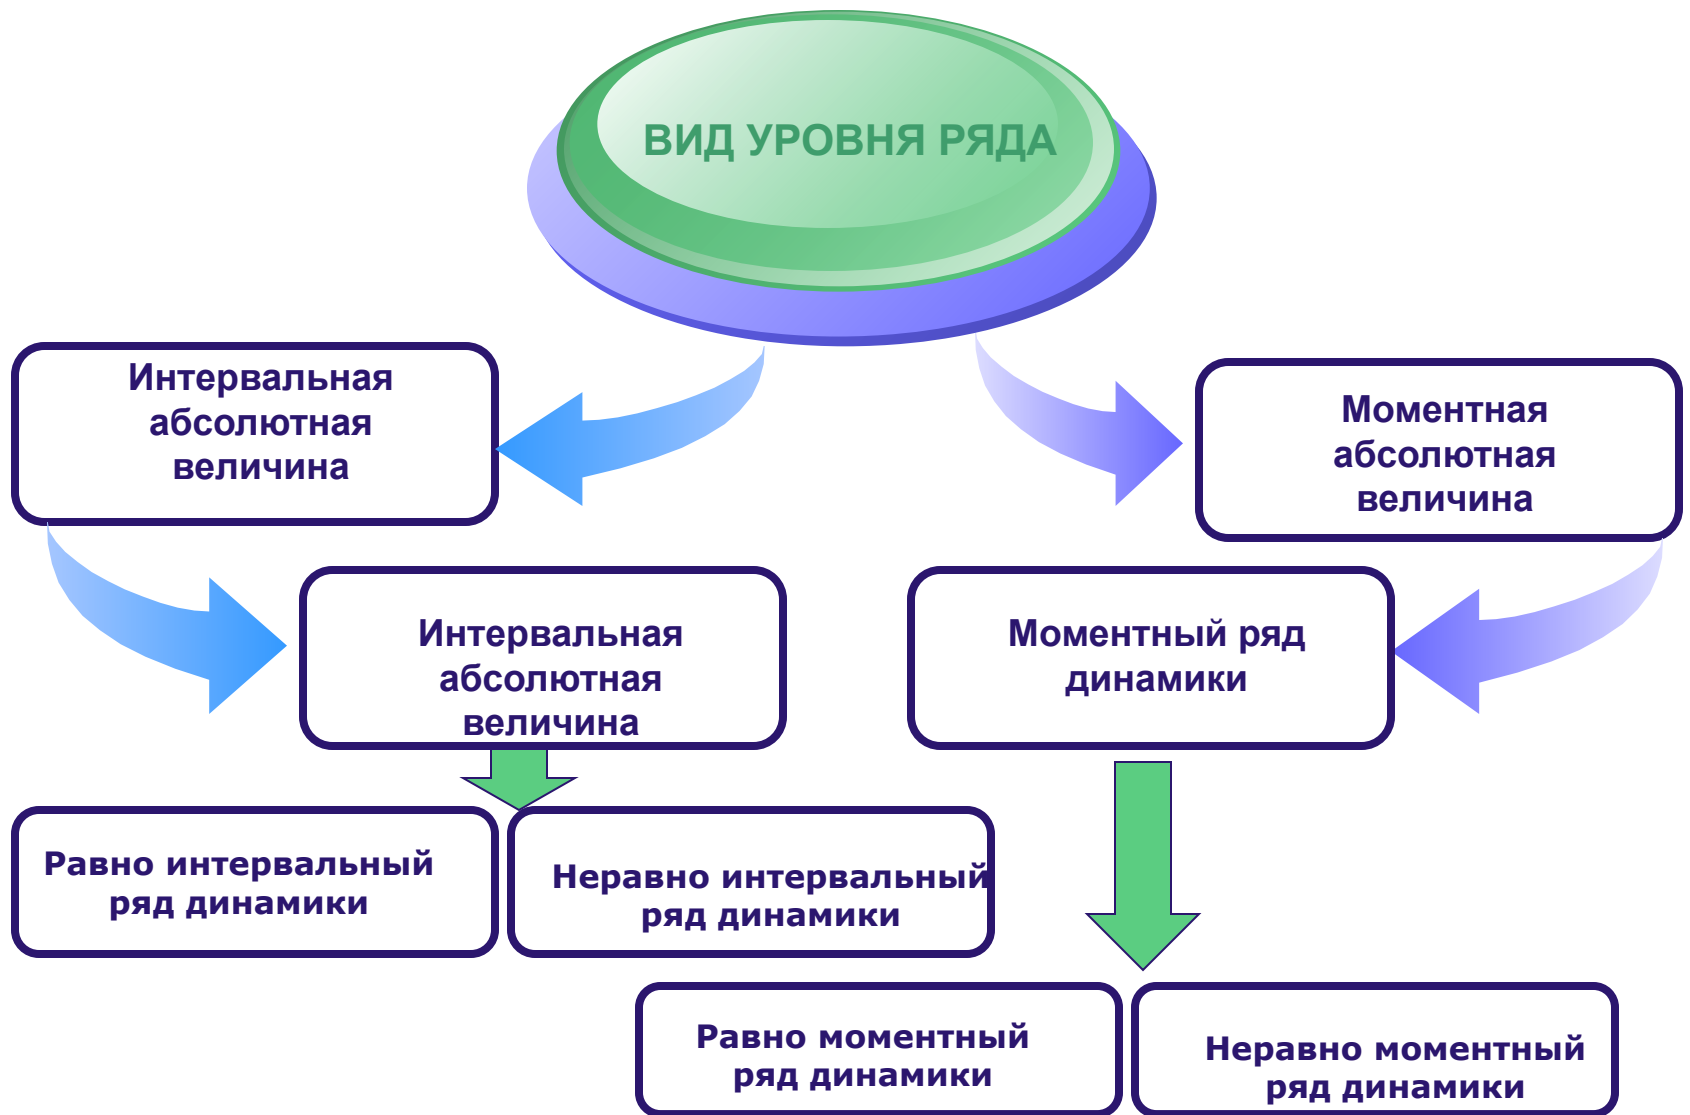 ВИД УРОВНЯ РЯДА
Интервальная
абсолютная
величина
Моментная
абсолютная
величина
Интервальная
абсолютная
величина
Моментный ряд
динамики
Равно интервальный
ряд динамики
Неравно интервальный
ряд динамики
Равно моментный
ряд динамики
Неравно моментный
ряд динамики